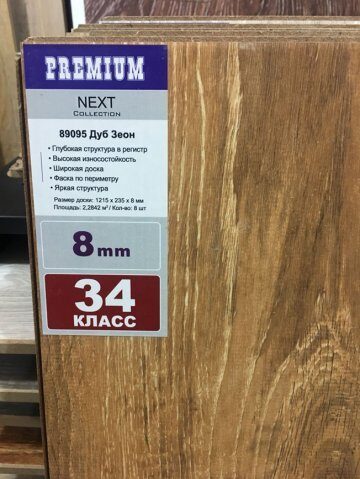 PREMIUM
NEXT
COLLECTION
89095 Дуб Зеон
• Глубокая структура в регистр
• Высокая износостойкость
• Широкая доска
• Фаска по периметру
• Яркая структура
Размер доски: 1215 x 235 x 8 мм
Площадь: 2,2842 м² / Кол-во: 8 шт
8mm
34
КЛАСС